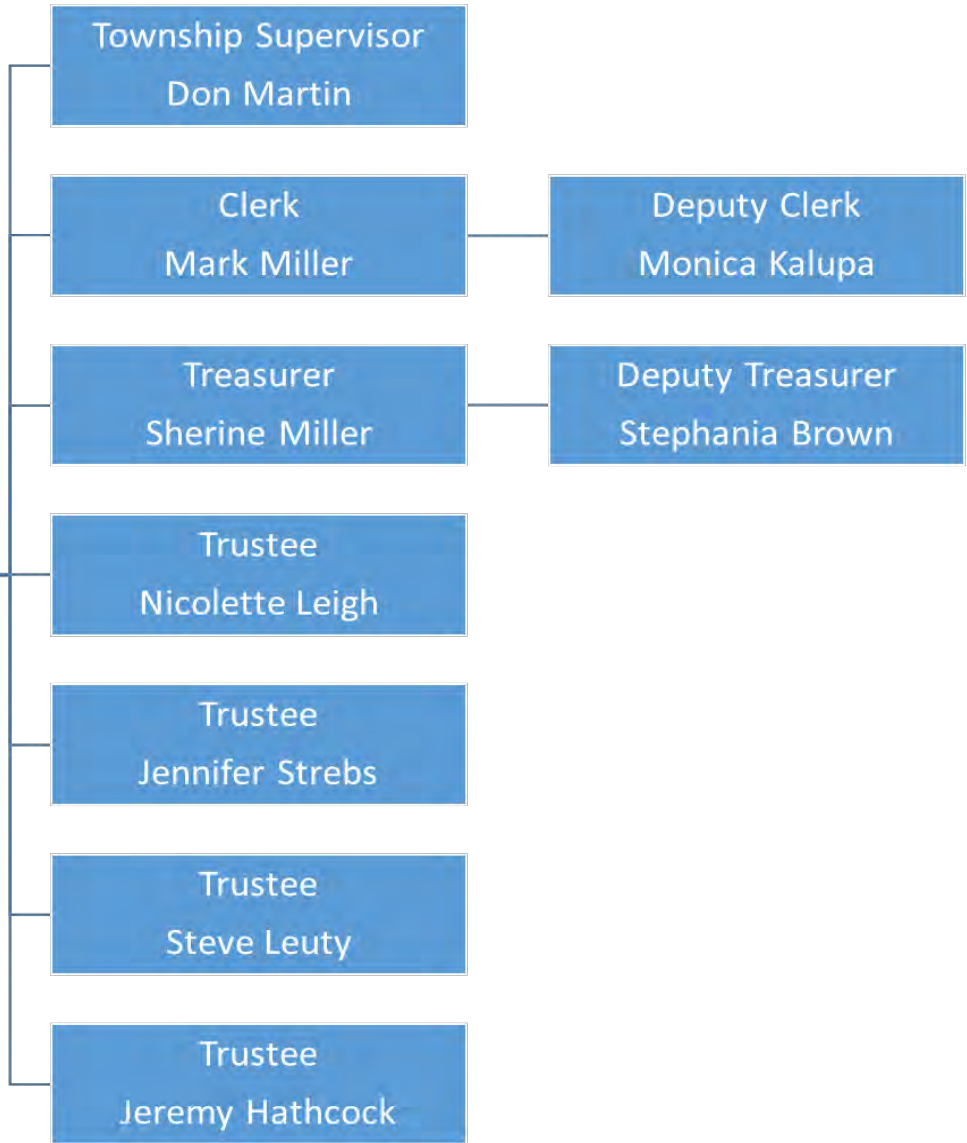 Township Supervisor
Don Martin
Clerk
Mark Miller
Deputy Clerk
Monica Kalupa
Treasurer
Sherine Miller
Deputy Treasurer
Stephania Brown
Trustee
Nicolette Leigh
Trustee
Jennifer Strebs
Trustee
Steve Leuty
Trustee
Jeremy Hathcock